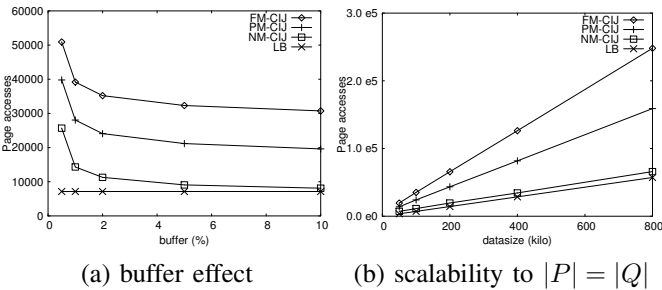 60000
50000
40000
30000
20000
10000
0
Page accesses
0 2 4 6 8 10
buffer (%)
FM-CIJ
PM-CIJ
NM-CIJ
LB
(a) buffer effect
3.0 e5
2.0 e5
1.0 e5
0.0 e0
Page accesses
0 200 400 600 800
datasize (kilo)
FM-CIJ
PM-CIJ
NM-CIJ
LB
(b) scalability to |P| = |Q|